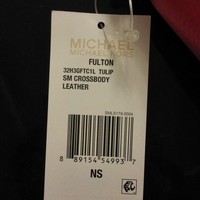 MICHAEL
MICHAEL KORS
FULTON
32H3GFTC1L TULIP
SM CROSSBODY
LEATHER
8 89154 54993 7
NS